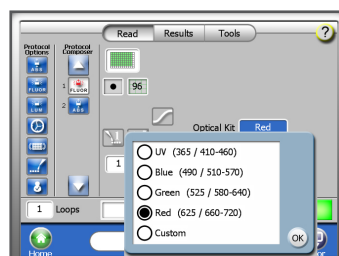 Read Results Tools ?
Protocol Options
Protocol Composer
ABS
FLUOR
LUM
1 FLUOR
2 ABS
96
Optical Kit Red
1
UV (365 / 410-460)
Blue (490 / 510-570)
Green (525 / 580-640)
Red (625 / 660-720)
Custom
OK
1 Loops
Home